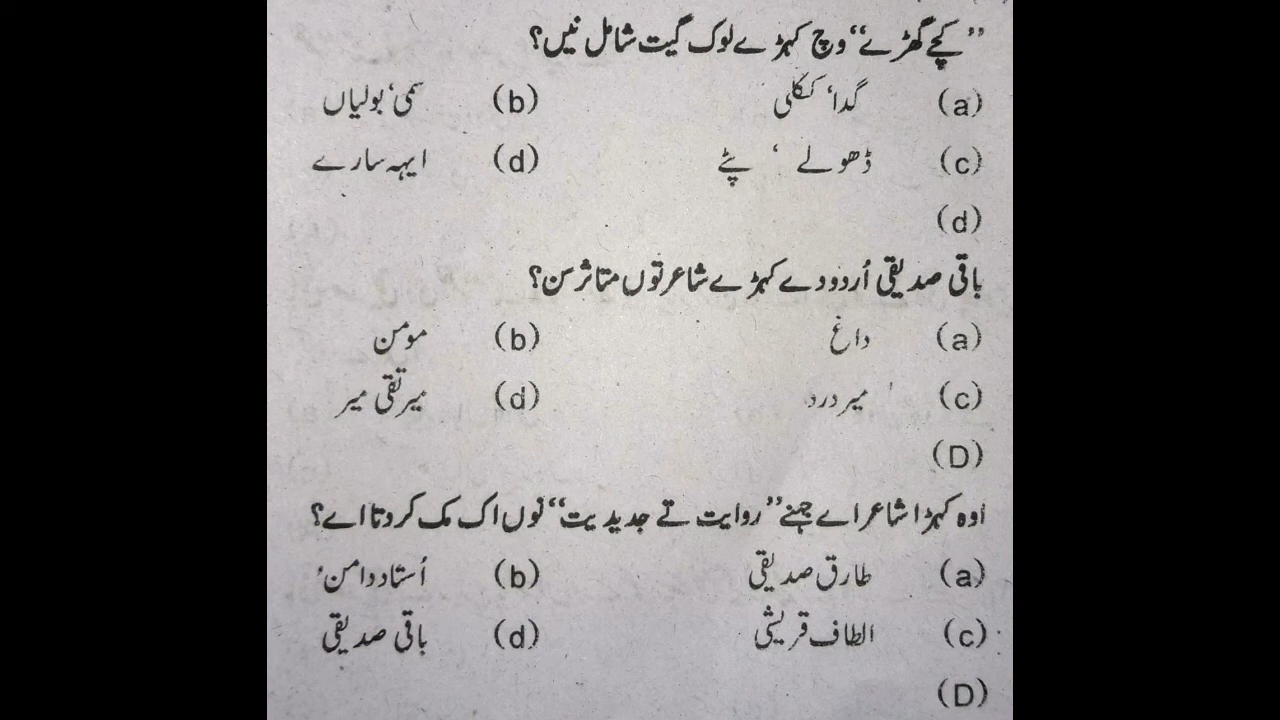 "کچے گھڑے" وچ کہڑے لوک گیت شامل نیں؟
(a) گدا، ککلی (b) سمی، بولیاں
(c) ڈھولے، پٹے (d) ایہہ سارے
(d)
باقی صدیقی اُردو دے کہڑے شاعر توں متاثر سن؟
(a) داغ (b) مومن
(c) میر درد (d) میر تقی میر
(D)
اوہ کہڑا شاعر اے جہنے "روایت تے جدیدیت" نوں اک مک کر دتا اے؟
(a) طارق صدیقی (b) اُستاد دامن
(c) الطاف قریشی (d) باقی صدیقی
(D)